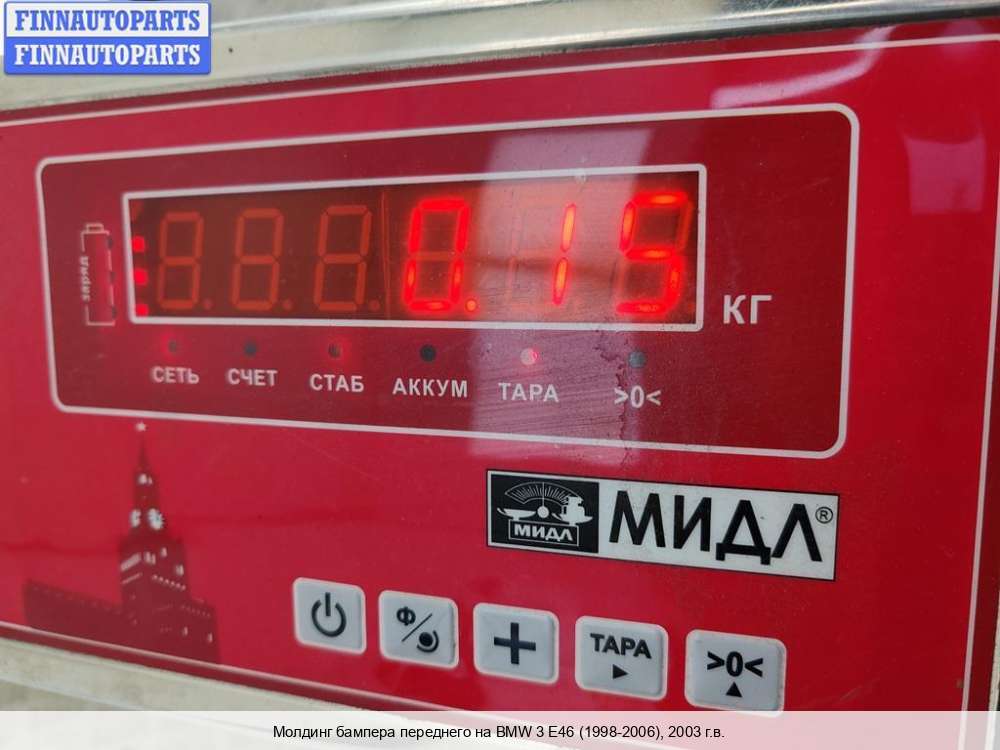 FINNAUTOPARTS
FINNAUTOPARTS
заряд
0.15
КГ
СЕТЬ СЧЕТ СТАБ АККУМ ТАРА >0<
МИДЛ
МИДЛ®
Ф/
+
ТАРА
>0<
Молдинг бампера переднего на BMW 3 E46 (1998-2006), 2003 г.в.